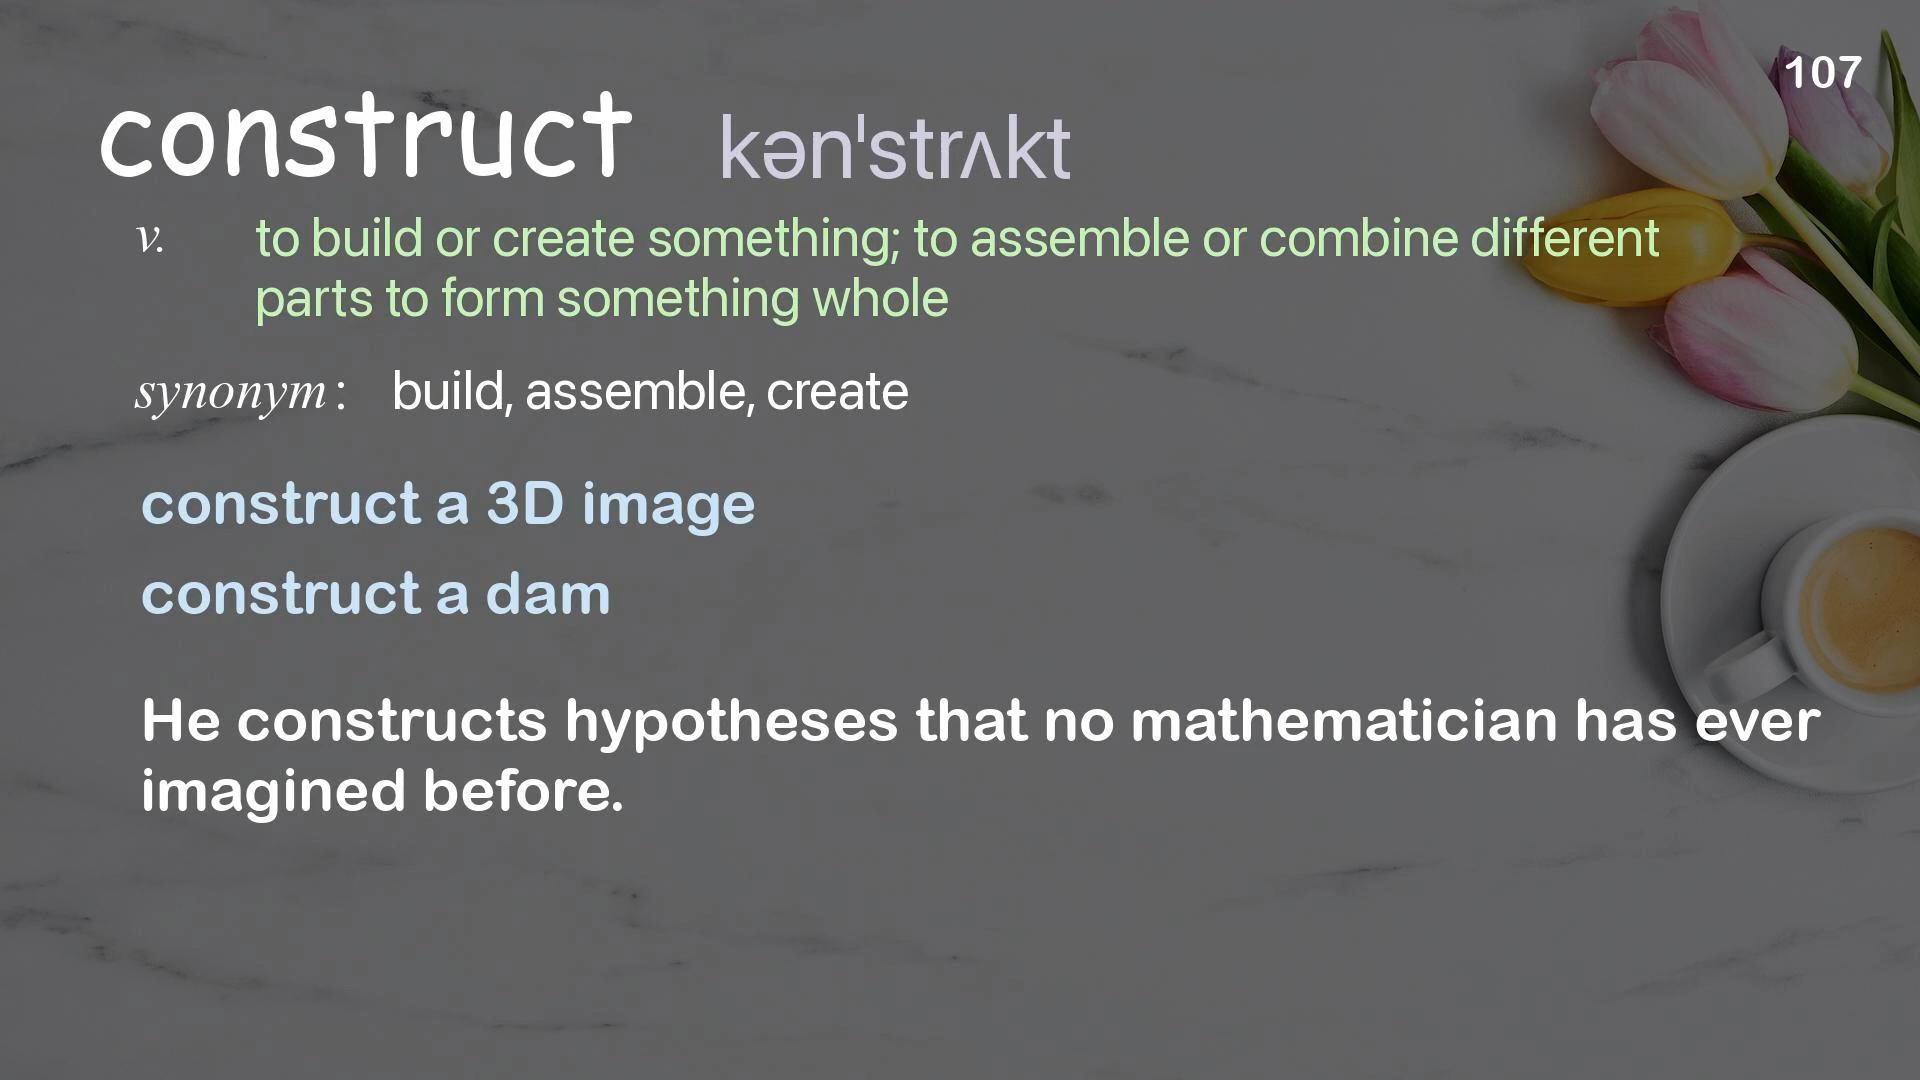 107
construct kən'strʌkt
v. to build or create something; to assemble or combine different
parts to form something whole
synonym: build, assemble, create
construct a 3D image
construct a dam
He constructs hypotheses that no mathematician has ever
imagined before.